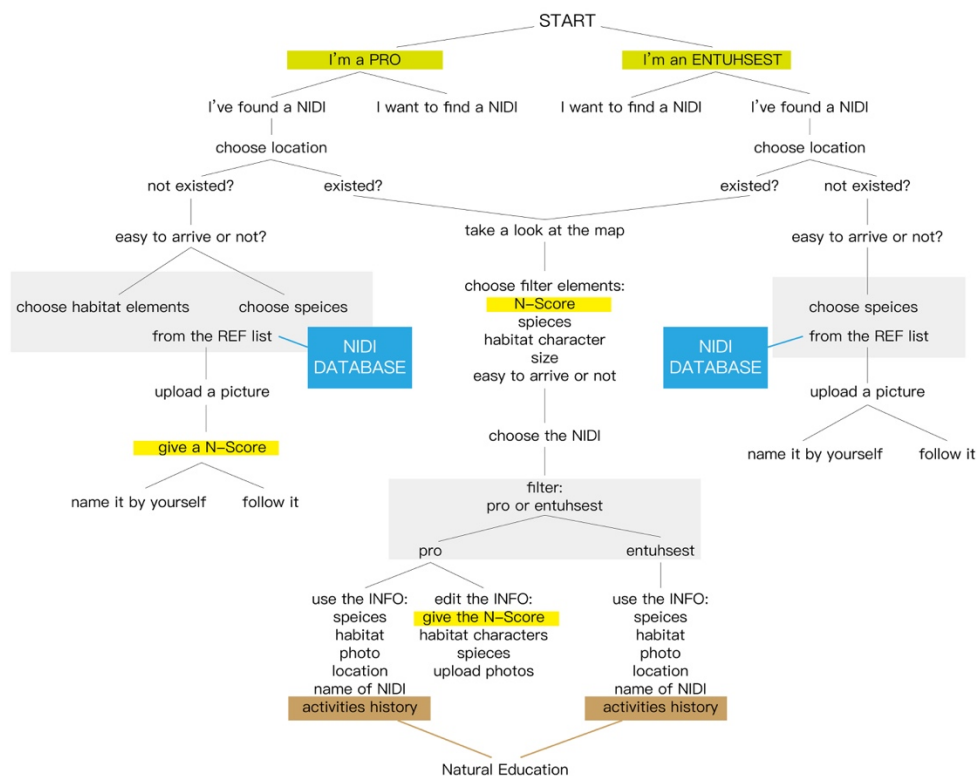 START
I'm a PRO
I'm an ENTUHSEST
I've found a NIDI
I want to find a NIDI
I want to find a NIDI
I've found a NIDI
choose location
choose location
not existed?
existed?
existed?
not existed?
easy to arrive or not?
take a look at the map
easy to arrive or not?
choose habitat elements
choose speices
from the REF list
NIDI
DATABASE
choose filter elements:
N-Score
spieces
habitat character
size
easy to arrive or not
choose speices
from the REF list
NIDI
DATABASE
upload a picture
upload a picture
give a N-Score
choose the NIDI
name it by yourself
follow it
name it by yourself
follow it
filter:
pro or entuhsest
pro
entuhsest
use the INFO:
speices
habitat
photo
location
name of NIDI
activities history
edit the INFO:
give the N-Score
habitat characters
spieces
upload photos
use the INFO:
speices
habitat
photo
location
name of NIDI
activities history
Natural Education